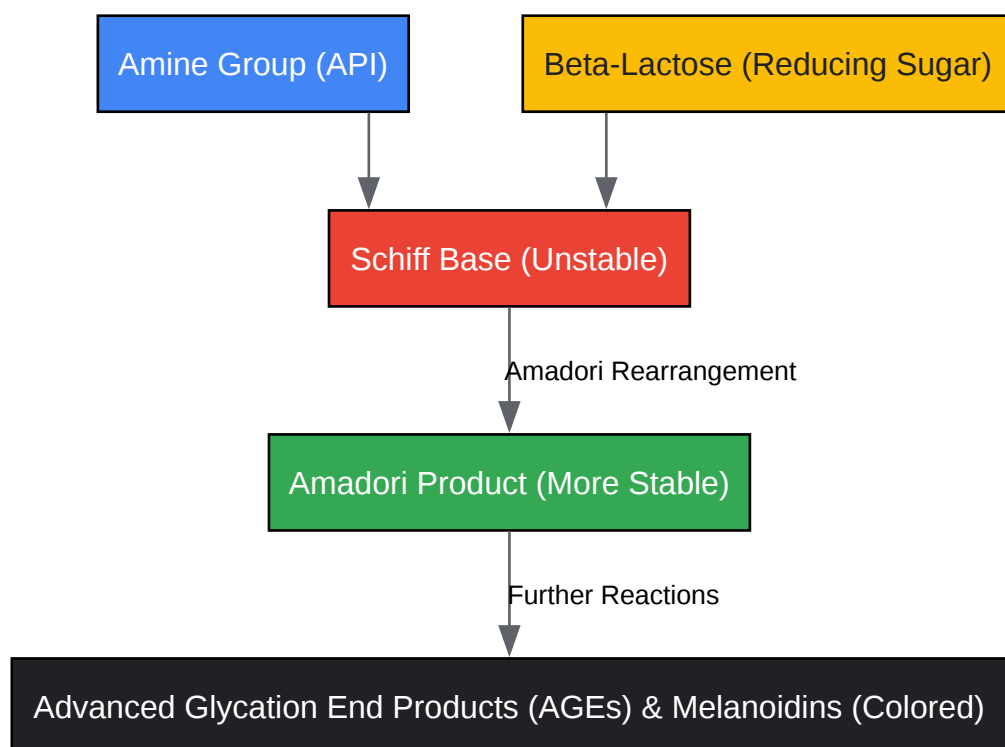 Amine Group (API)
Beta-Lactose (Reducing Sugar)
Schiff Base (Unstable)
Amadori Rearrangement
Amadori Product (More Stable)
Further Reactions
Advanced Glycation End Products (AGEs) & Melanoidins (Colored)